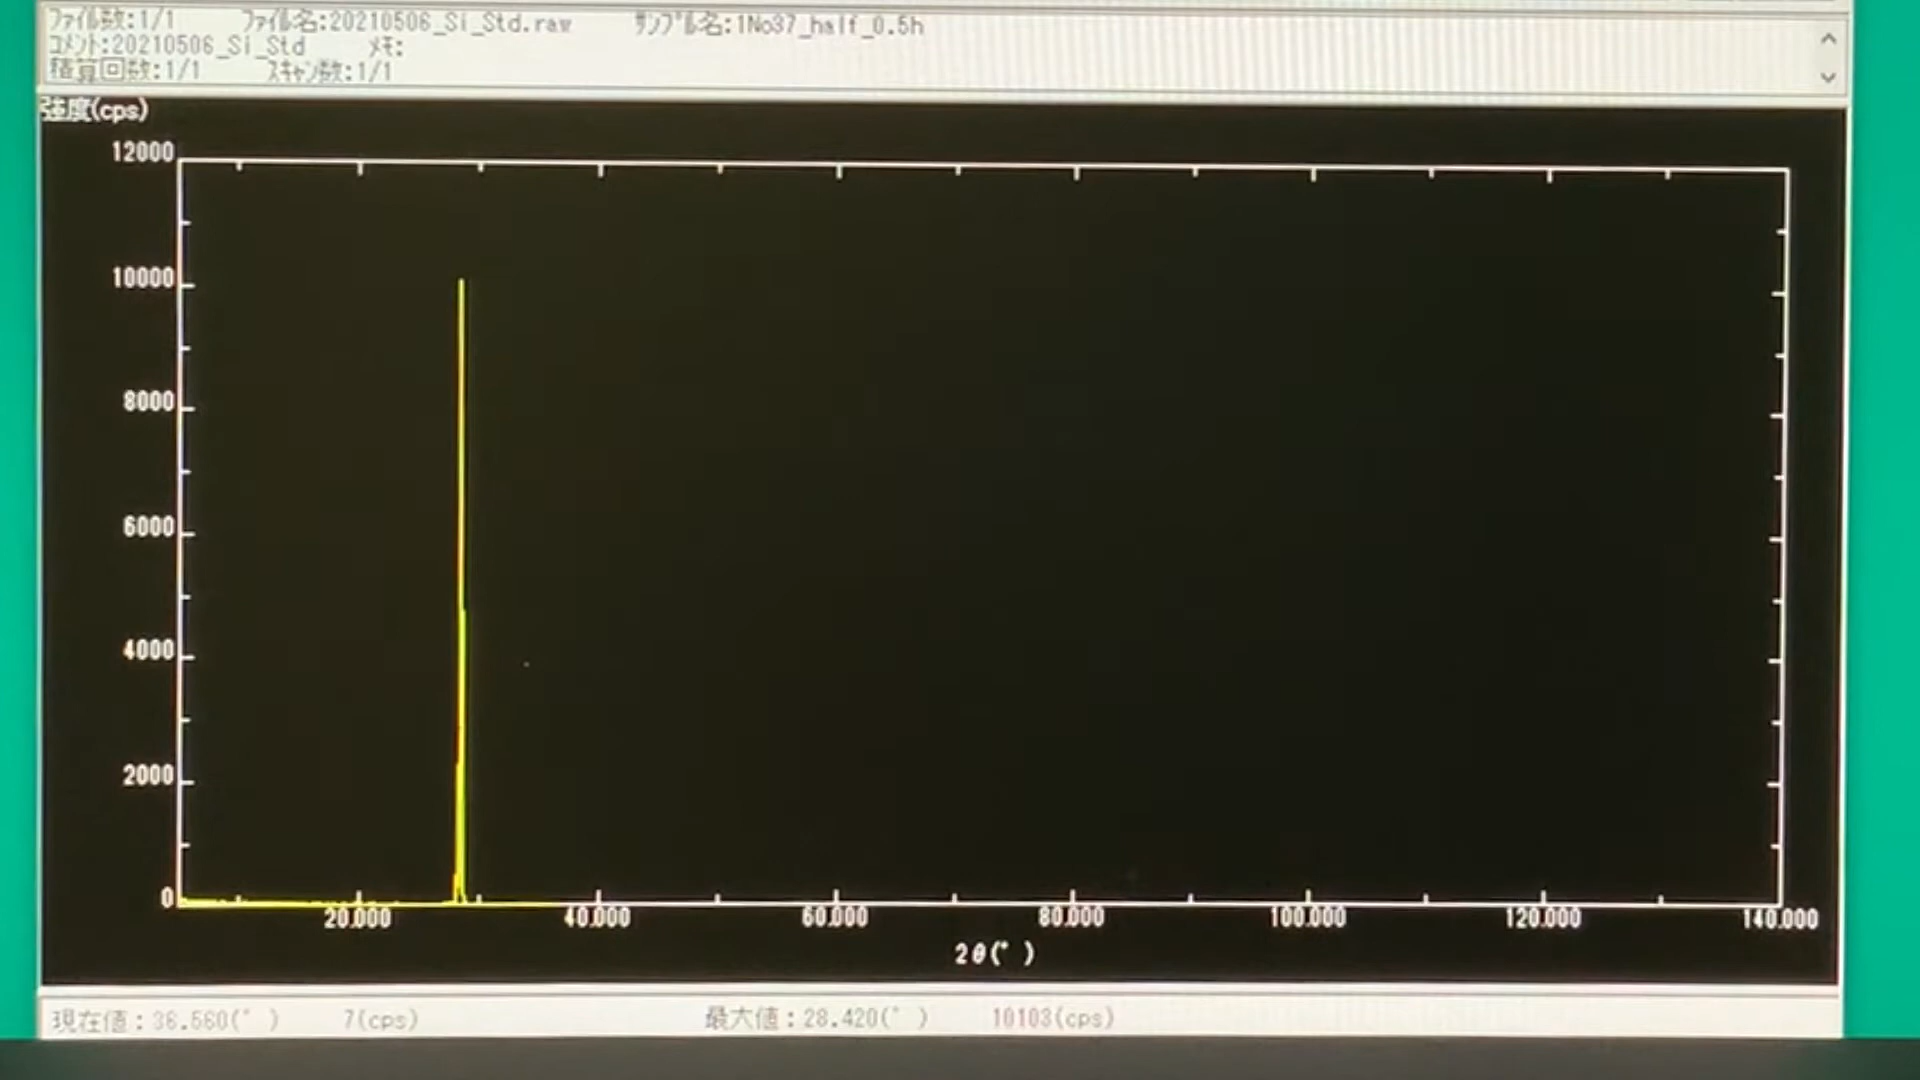 ファイル数:1/1 ファイル名:20210506_Si_Std.raw サンプル名:1No37_half_0.5h
コメント:20210506_Si_Std メモ:
積算回数:1/1 スキャン数:1/1
強度(cps)
12000
10000
8000
6000
4000
2000
0
20.000 40.000 60.000 80.000 100.000 120.000 140.000
2θ(°)
現在値:36.560(°) 7(cps) 最大値:28.420(°) 10103(cps)